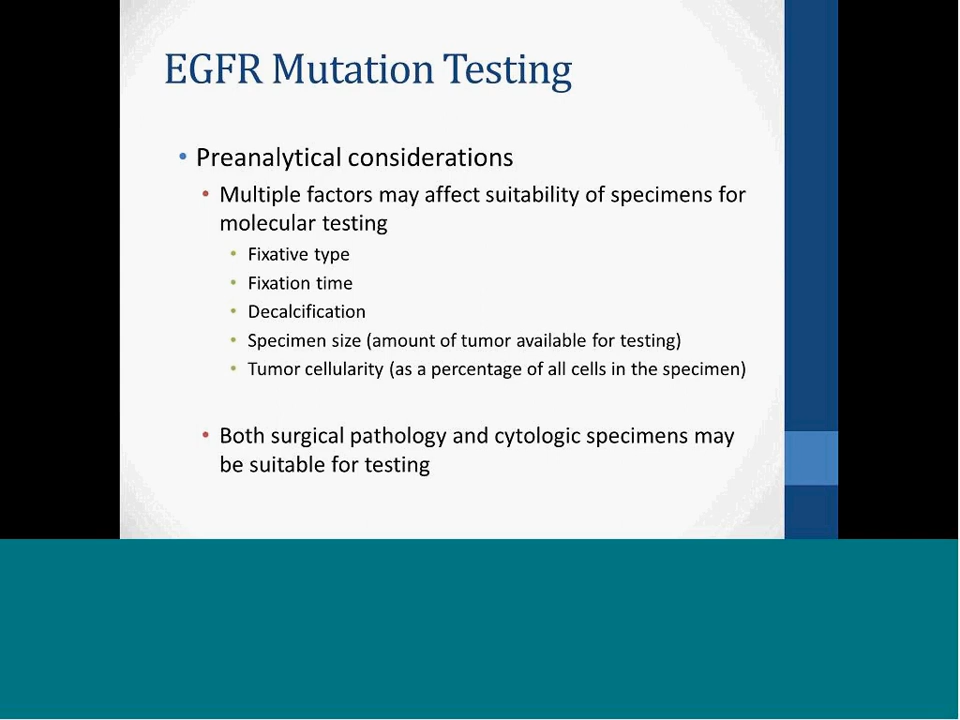 EGFR Mutation Testing
• Preanalytical considerations
• Multiple factors may affect suitability of specimens for
molecular testing
• Fixative type
• Fixation time
• Decalcification
• Specimen size (amount of tumor available for testing)
• Tumor cellularity (as a percentage of all cells in the specimen)
• Both surgical pathology and cytologic specimens may
be suitable for testing